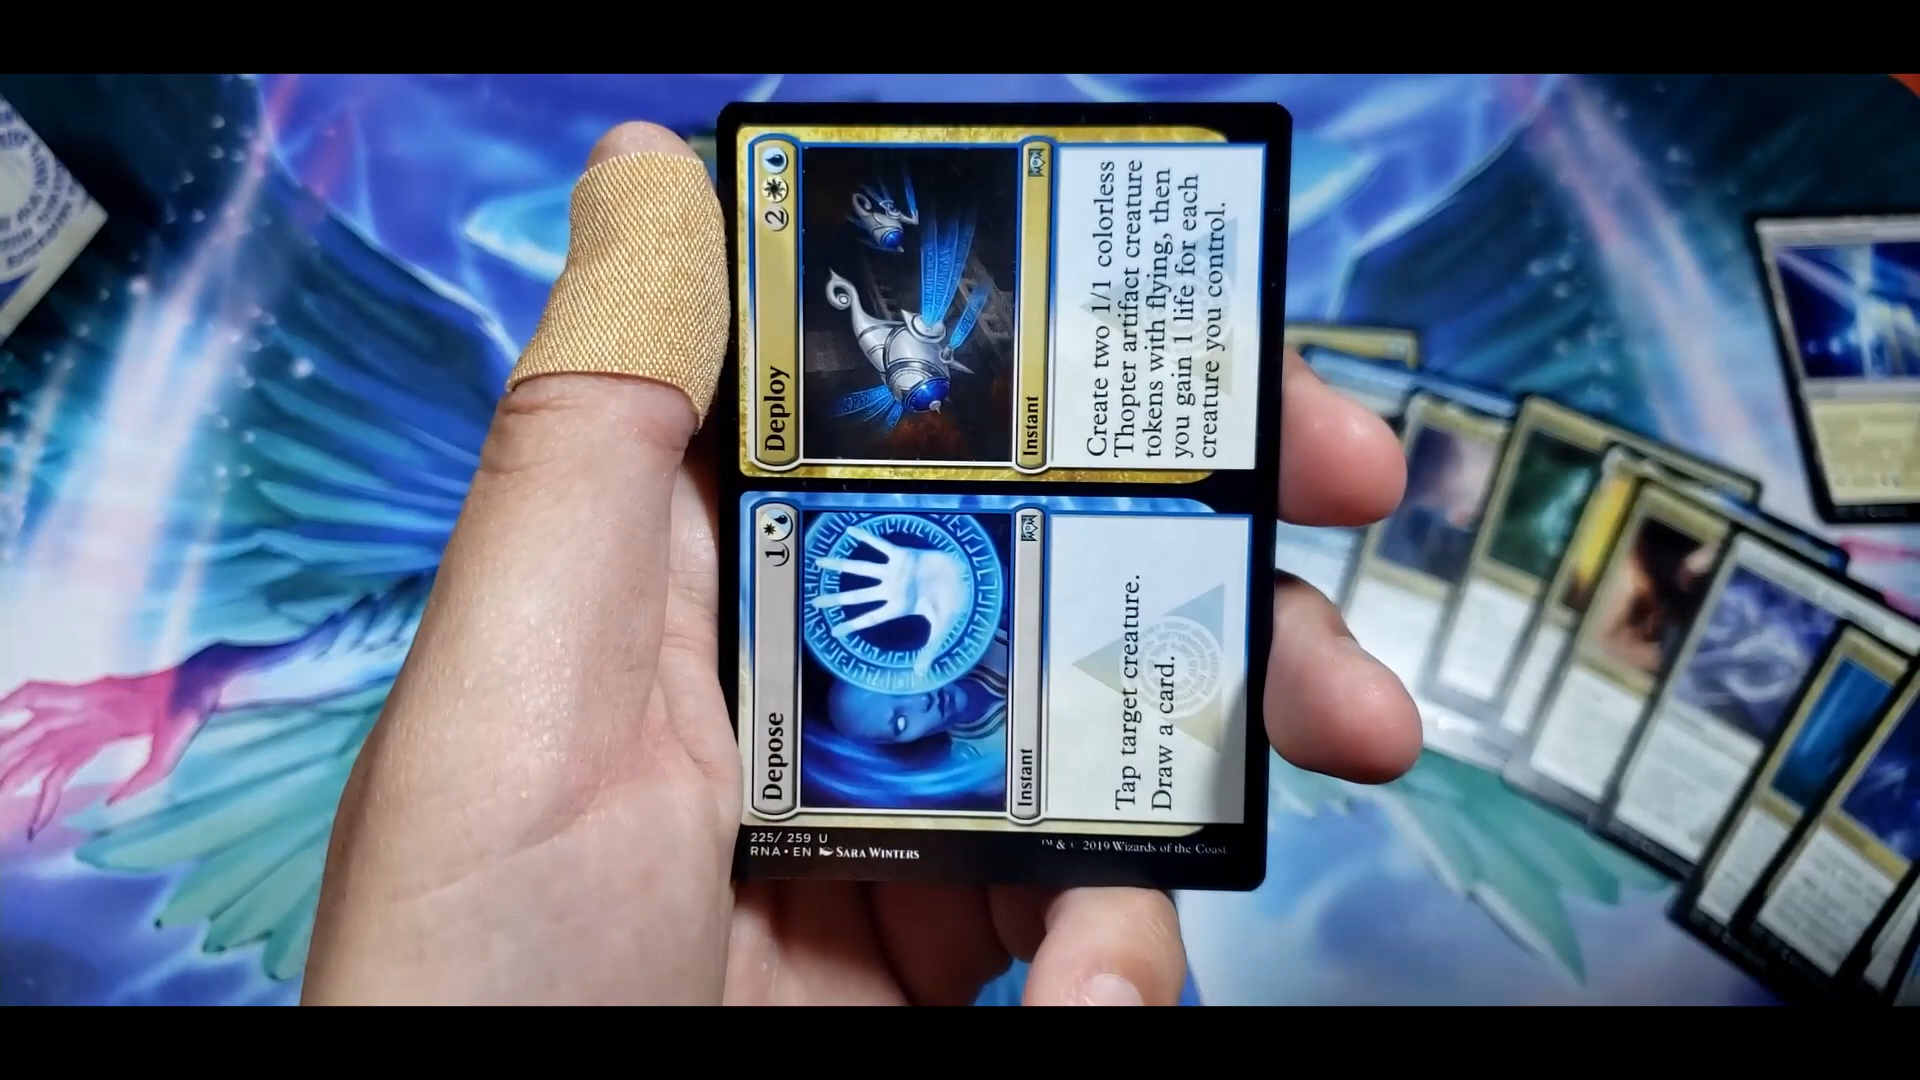 Deploy
2
Instant
Create two 1/1 colorless
Thopter artifact creature
tokens with flying, then
you gain 1 life for each
creature you control.
Depose
1
Instant
Tap target creature.
Draw a card.
225/ 259 U
RNA • EN SARA WINTERS
™ & © 2019 Wizards of the Coast